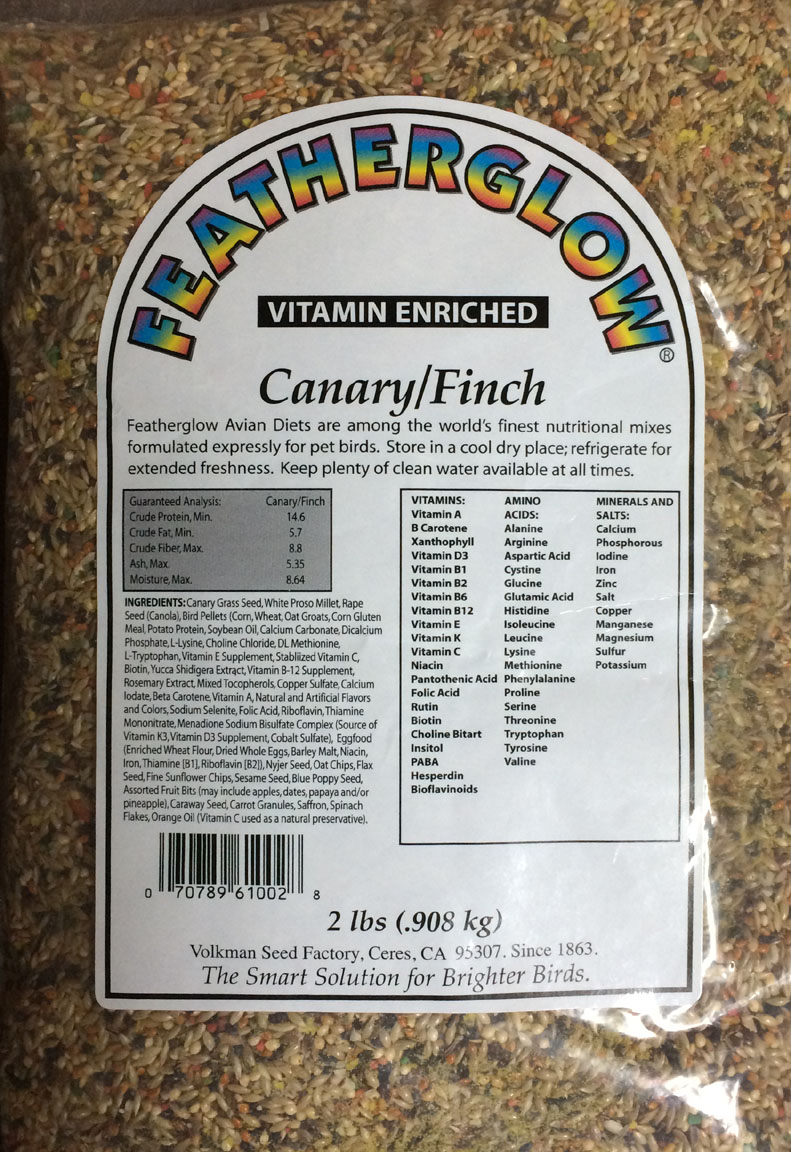 FEATHERGLOW®
VITAMIN ENRICHED
Canary/Finch
Featherglow Avian Diets are among the world's finest nutritional mixes
formulated expressly for pet birds. Store in a cool dry place; refrigerate for
extended freshness. Keep plenty of clean water available at all times.
Guaranteed Analysis: Canary/Finch
Crude Protein, Min. 14.6
Crude Fat, Min. 5.7
Crude Fiber, Max. 8.8
Ash, Max. 5.35
Moisture, Max. 8.64
INGREDIENTS: Canary Grass Seed, White Proso Millet, Rape
Seed (Canola), Bird Pellets (Corn, Wheat, Oat Groats, Corn Gluten
Meal, Potato Protein, Soybean Oil, Calcium Carbonate, Dicalcium
Phosphate, L-Lysine, Choline Chloride, DL Methionine,
L-Tryptophan, Vitamin E Supplement, Stabliized Vitamin C,
Biotin, Yucca Shidigera Extract, Vitamin B-12 Supplement,
Rosemary Extract, Mixed Tocopherols, Copper Sulfate, Calcium
Iodate, Beta Carotene, Vitamin A, Natural and Artificial Flavors
and Colors, Sodium Selenite, Folic Acid, Riboflavin, Thiamine
Mononitrate, Menadione Sodium Bisulfate Complex (Source of
Vitamin K3, Vitamin D3 Supplement, Cobalt Sulfate), Eggfood
(Enriched Wheat Flour, Dried Whole Eggs, Barley Malt, Niacin,
Iron, Thiamine [B1], Riboflavin [B2]), Nyjer Seed, Oat Chips, Flax
Seed, Fine Sunflower Chips, Sesame Seed, Blue Poppy Seed,
Assorted Fruit Bits (may include apples, dates, papaya and/or
pineapple), Caraway Seed, Carrot Granules, Saffron, Spinach
Flakes, Orange Oil (Vitamin C used as a natural preservative).
VITAMINS:
Vitamin A
B Carotene
Xanthophyll
Vitamin D3
Vitamin B1
Vitamin B2
Vitamin B6
Vitamin B12
Vitamin E
Vitamin K
Vitamin C
Niacin
Pantothenic Acid
Folic Acid
Rutin
Biotin
Choline Bitart
Insitol
PABA
Hesperdin
Bioflavinoids
AMINO
ACIDS:
Alanine
Arginine
Aspartic Acid
Cystine
Glucine
Glutamic Acid
Histidine
Isoleucine
Leucine
Lysine
Methionine
Phenylalanine
Proline
Serine
Threonine
Tryptophan
Tyrosine
Valine
MINERALS AND
SALTS:
Calcium
Phosphorous
Iodine
Iron
Zinc
Salt
Copper
Manganese
Magnesium
Sulfur
Potassium
0 70789 61002 8
2 lbs (.908 kg)
Volkman Seed Factory, Ceres, CA 95307. Since 1863.
The Smart Solution for Brighter Birds.